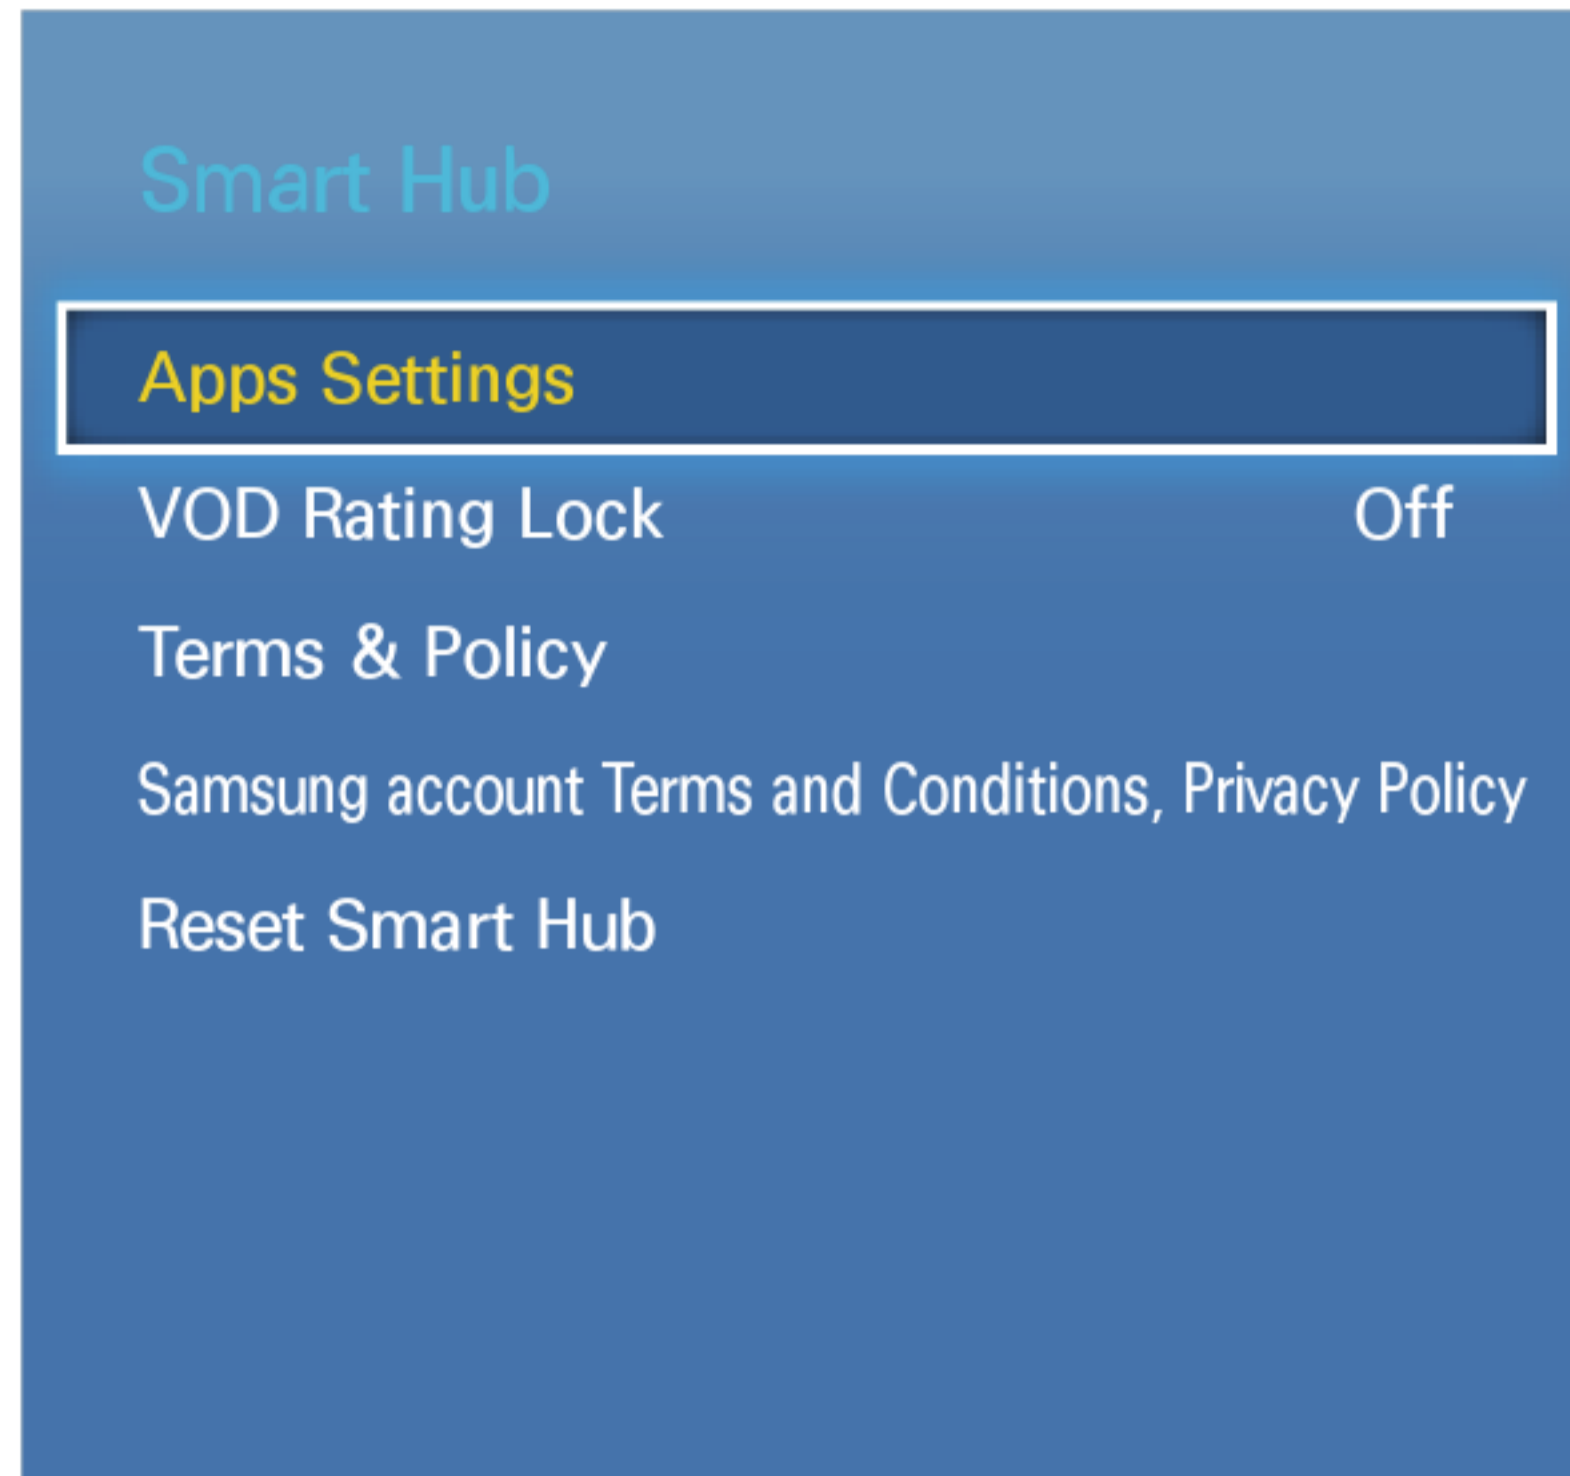 Smart Hub
Apps Settings
VOD Rating Lock Off
Terms & Policy
Samsung account Terms and Conditions, Privacy Policy
Reset Smart Hub